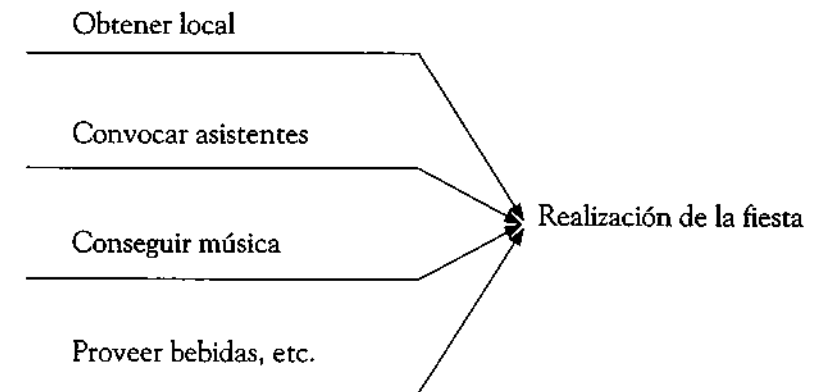 Obtener local
Convocar asistentes
Realización de la fiesta
Conseguir música
Proveer bebidas, etc.